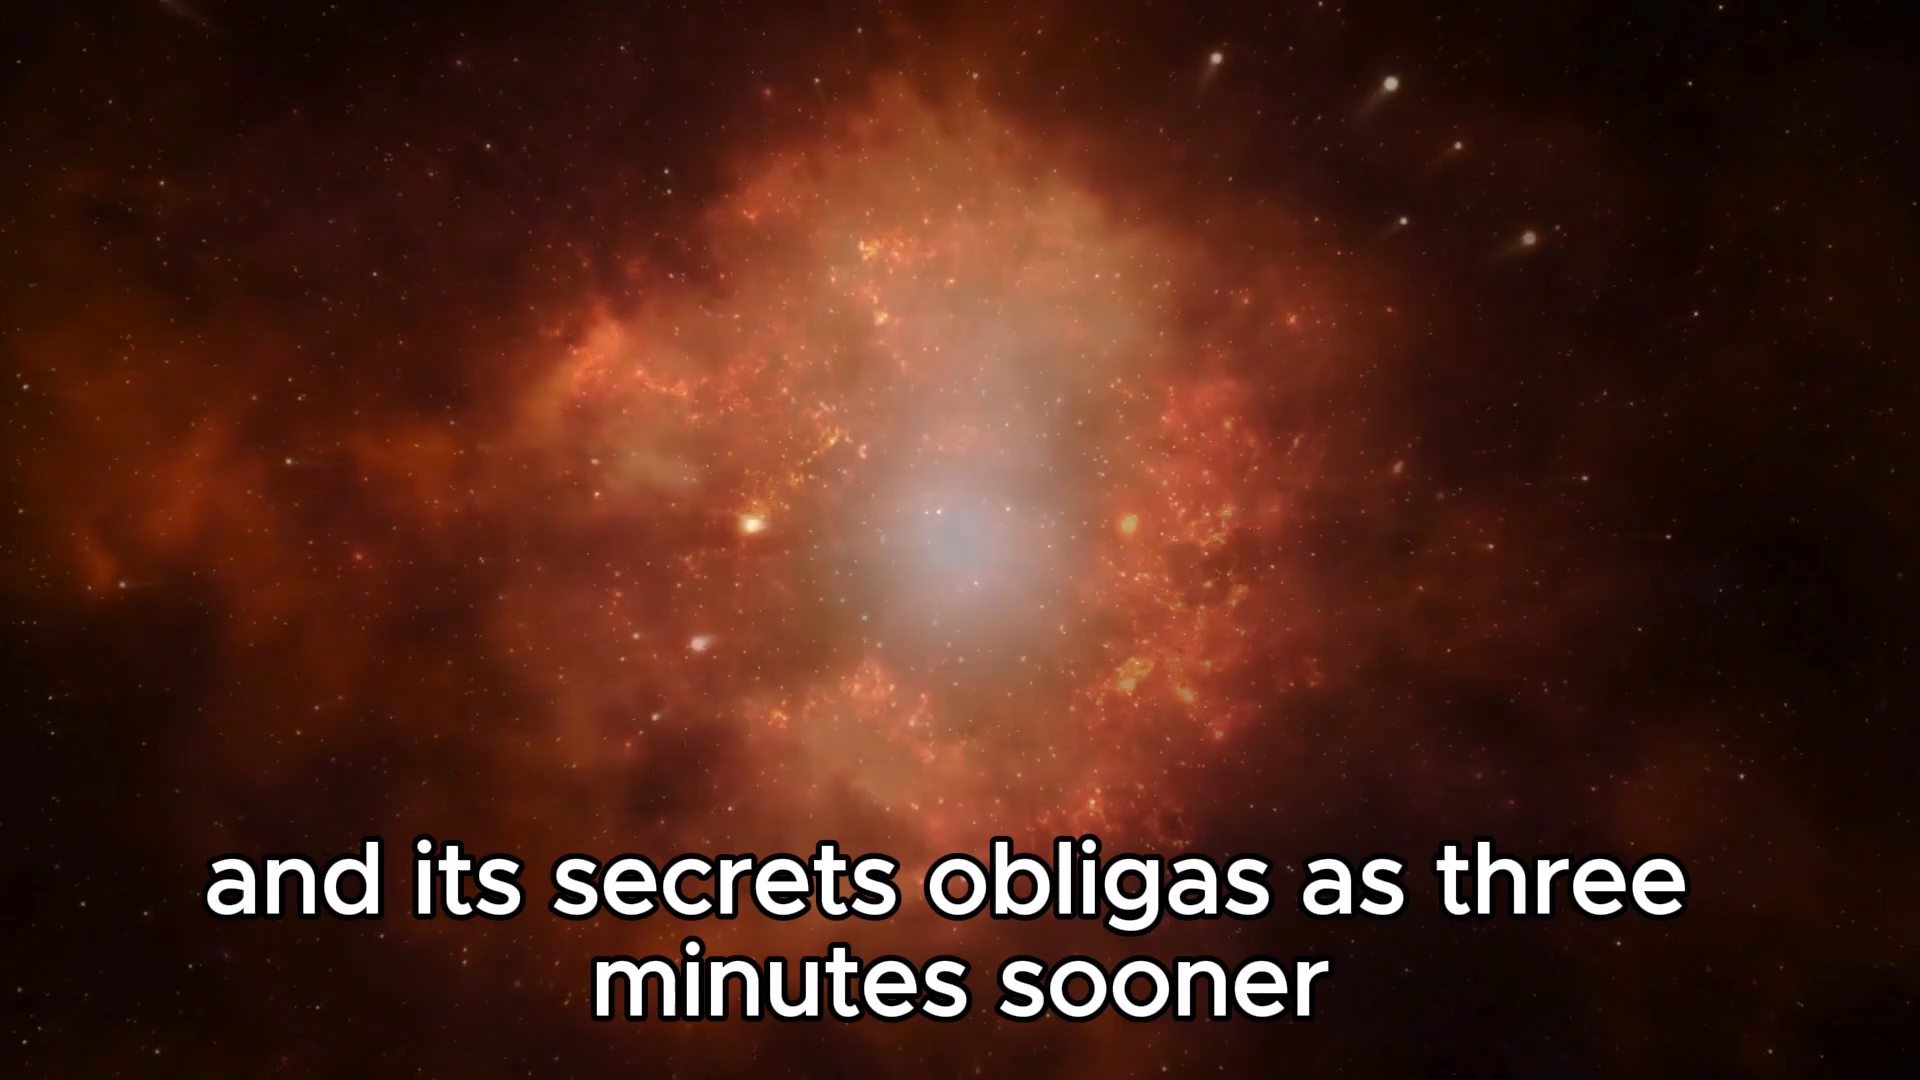 and its secrets obligas as three
minutes sooner